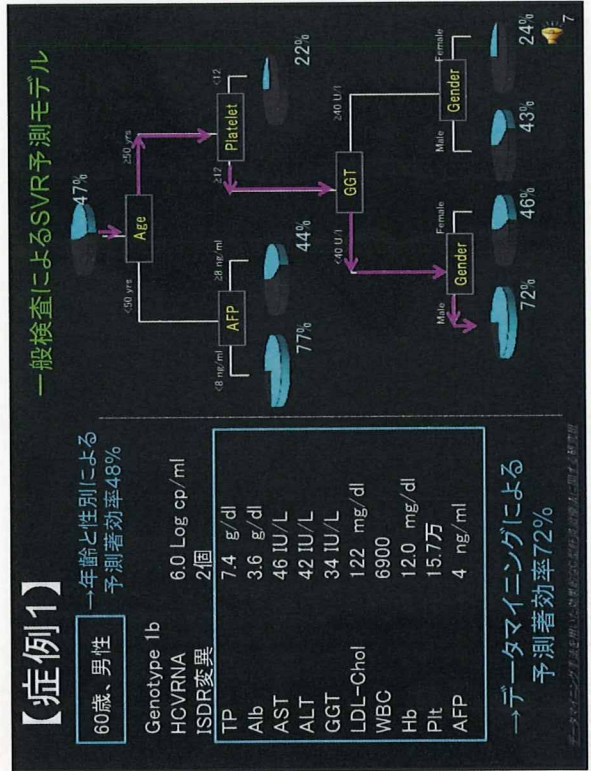 【症例1】
60歳、男性
→年齢と性別による
予測著効率48%
Genotype 1b
HCVRNA 6.0 Log cp/ml
ISDR変異 2個
TP 7.4 g/dl
Alb 3.6 g/dl
AST 46 IU/L
ALT 42 IU/L
GGT 34 IU/L
LDL-Chol 122 mg/dl
WBC 6900
Hb 12.0 mg/dl
Plt 15.7万
AFP 4 ng/ml
→データマイニングによる
予測著効率72%
一般検査によるSVR予測モデル
47%
Age
<50 yrs
≥50 yrs
AFP
Platelet
<8 ng/ml
≥8 ng/ml
≥12
<12
77%
44%
22%
GGT
<40 U/l
≥40 U/l
Gender
Gender
Male
Female
Male
Female
72%
46%
43%
24%
7